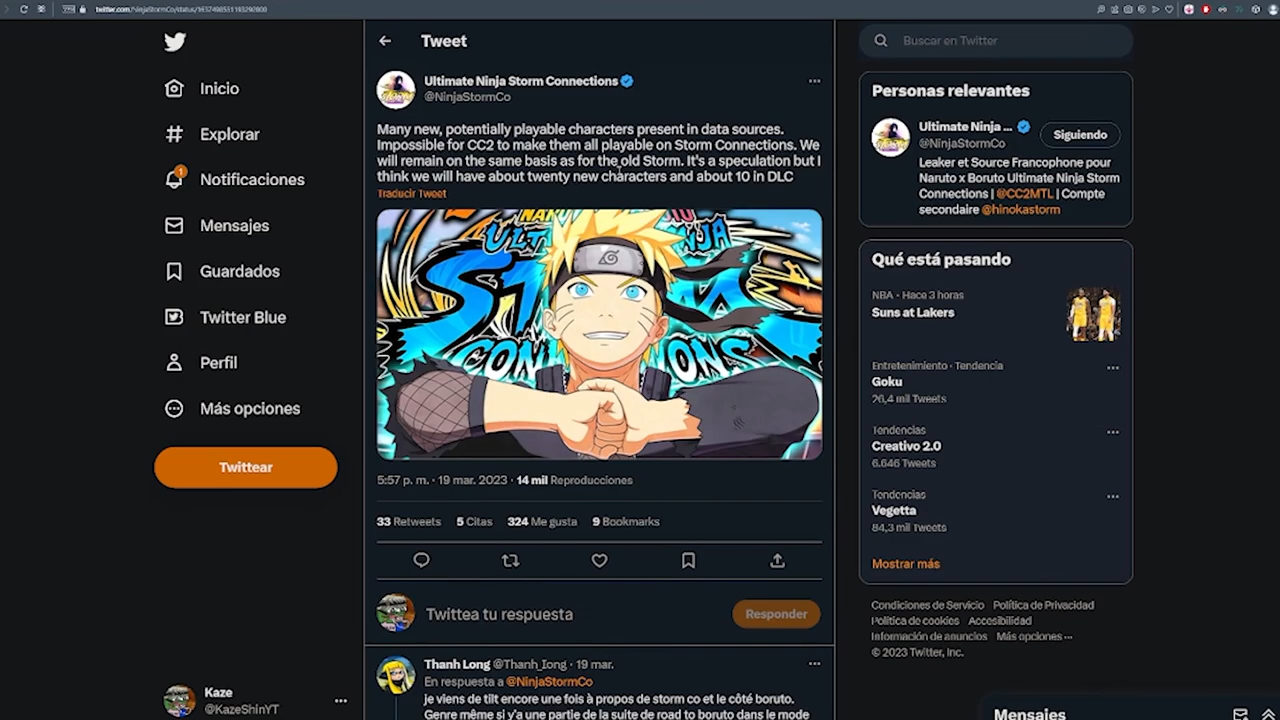 twitter.com/NinjaStormCo/status/1637498531183292800
Tweet
Buscar en Twitter
Inicio
Explorar
1
Notificaciones
Mensajes
Guardados
Twitter Blue
Perfil
Más opciones
Twittear
Kaze
@KazeShinYT
Ultimate Ninja Storm Connections
@NinjaStormCo
Many new, potentially playable characters present in data sources.
Impossible for CC2 to make them all playable on Storm Connections. We
will remain on the same basis as for the old Storm. It's a speculation but I
think we will have about twenty new characters and about 10 in DLC
Traducir Tweet
5:57 p. m. · 19 mar. 2023 · 14 mil Reproducciones
33 Retweets 5 Citas 324 Me gusta 9 Bookmarks
Twittea tu respuesta
Responder
Thanh Long @Thanh_long · 19 mar.
En respuesta a @NinjaStormCo
je viens de tilt encore une fois à propos de storm co et le côté boruto.
Genre même si y'a une partie de la suite de road to boruto dans le mode
Personas relevantes
Ultimate Ninja ...
@NinjaStormCo
Siguiendo
Leaker et Source Francophone pour
Naruto x Boruto Ultimate Ninja Storm
Connections | @CC2MTL | Compte
secondaire @hinokastorm
Qué está pasando
NBA · Hace 3 horas
Suns at Lakers
Entretenimiento · Tendencia
Goku
26,4 mil Tweets
Tendencias
Creativo 2.0
6.646 Tweets
Tendencias
Vegetta
84,3 mil Tweets
Mostrar más
Condiciones de Servicio Política de Privacidad
Política de cookies Accesibilidad
Información de anuncios Más opciones ···
© 2023 Twitter, Inc.
Mensajes